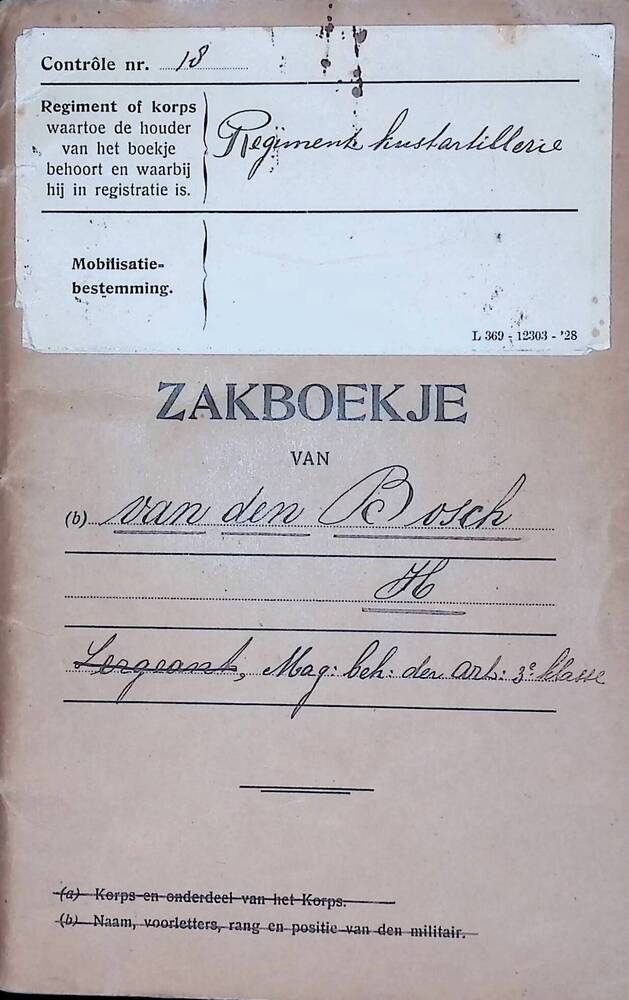 Contrôle nr. 18
Regiment of korps
waartoe de houder
van het boekje
behoort en waarbij
hij in registratie is.
Regiment kustartillerie
Mobilisatie-
bestemming.
L 369 - 12303 - '28
ZAKBOEKJE
VAN
(b) van den Bosch
H
Sergeant, Mag: beh: der art: 3e klasse
(a) Korps en onderdeel van het Korps.
(b) Naam, voorletters, rang en positie van den militair.